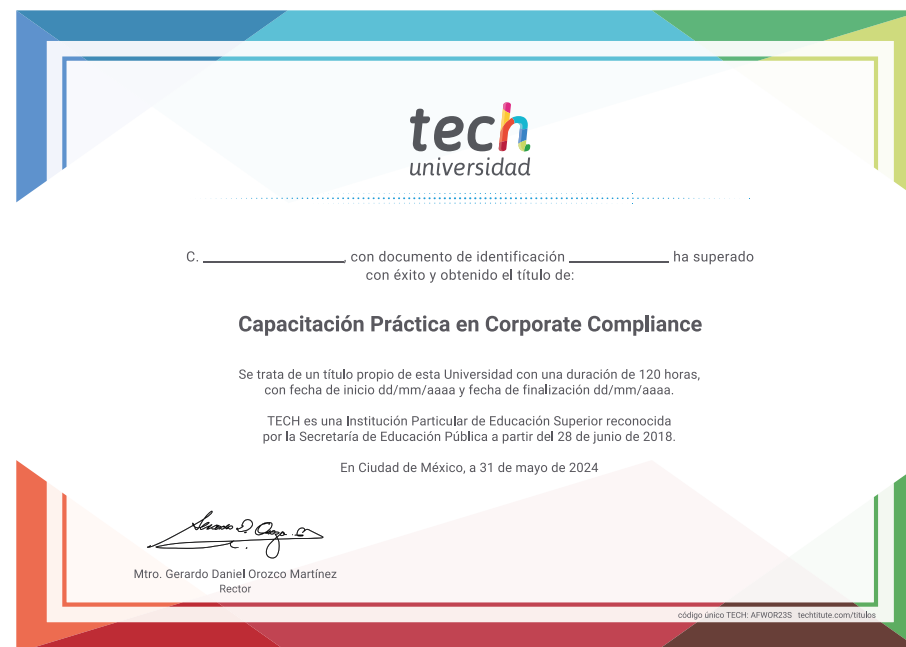 tech
universidad
C. ________________, con documento de identificación ____________ ha superado
con éxito y obtenido el título de:
Capacitación Práctica en Corporate Compliance
Se trata de un título propio de esta Universidad con una duración de 120 horas,
con fecha de inicio dd/mm/aaaa y fecha de finalización dd/mm/aaaa.
TECH es una Institución Particular de Educación Superior reconocida
por la Secretaría de Educación Pública a partir del 28 de junio de 2018.
En Ciudad de México, a 31 de mayo de 2024
Mtro. Gerardo Daniel Orozco Martínez
Rector
código único TECH: AFWOR23S techtitute.com/titulos